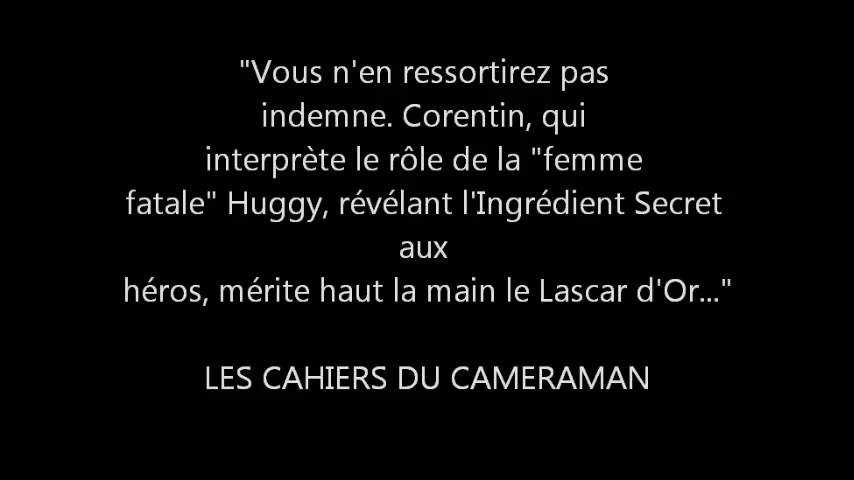 "Vous n'en ressortirez pas
indemne. Corentin, qui
interprète le rôle de la "femme
fatale" Huggy, révélant l'Ingrédient Secret
aux
héros, mérite haut la main le Lascar d'Or..."
LES CAHIERS DU CAMERAMAN